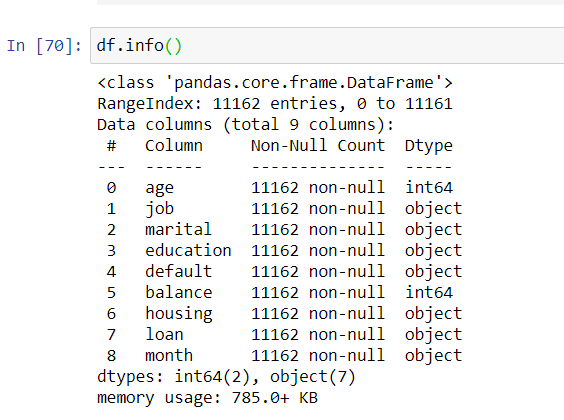 In [70]: df.info()
<class 'pandas.core.frame.DataFrame'>
RangeIndex: 11162 entries, 0 to 11161
Data columns (total 9 columns):
 #   Column     Non-Null Count  Dtype
---  ------     --------------  -----
 0   age        11162 non-null  int64
 1   job        11162 non-null  object
 2   marital    11162 non-null  object
 3   education  11162 non-null  object
 4   default    11162 non-null  object
 5   balance    11162 non-null  int64
 6   housing    11162 non-null  object
 7   loan       11162 non-null  object
 8   month      11162 non-null  object
dtypes: int64(2), object(7)
memory usage: 785.0+ KB